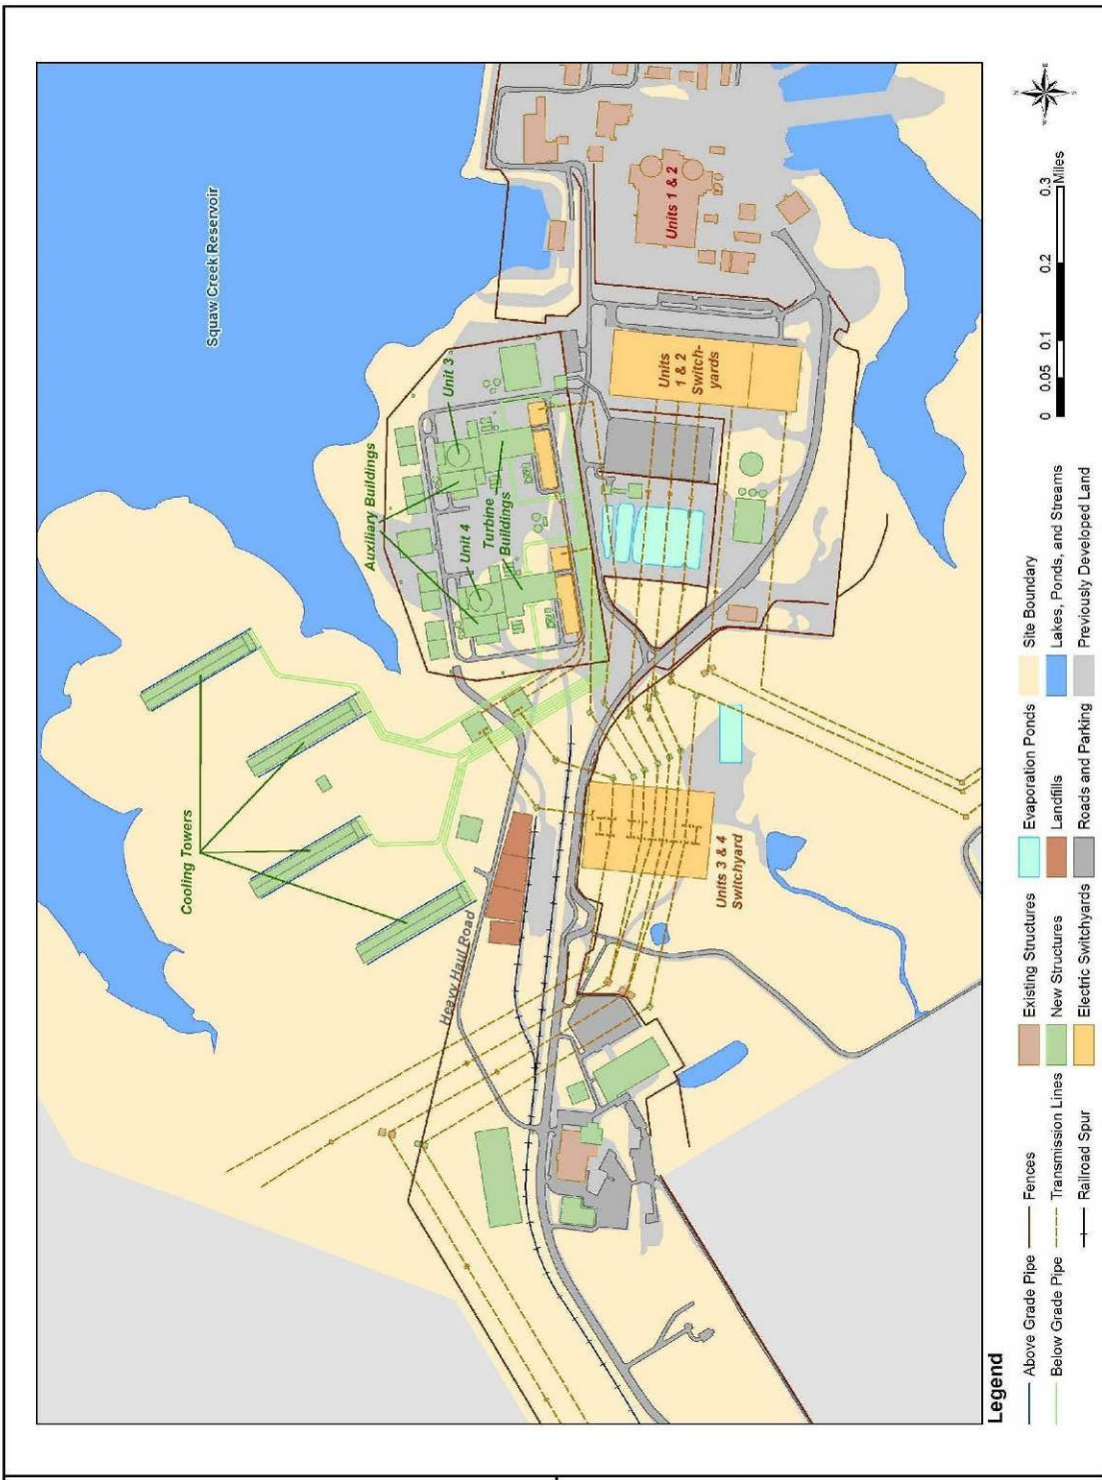 Squaw Creek Reservoir
Cooling Towers
Auxiliary Buildings
Unit 3
Unit 4
Turbine
Buildings
Units 1 & 2
Units
1 & 2
Switch-
yards
Units 3 & 4
Switchyard
Heavy Haul Road
N
E
S
W
0 0.05 0.1 0.2 0.3
Miles
Legend
Above Grade Pipe
Below Grade Pipe
Fences
Transmission Lines
Railroad Spur
Existing Structures
New Structures
Electric Switchyards
Evaporation Ponds
Landfills
Roads and Parking
Site Boundary
Lakes, Ponds, and Streams
Previously Developed Land